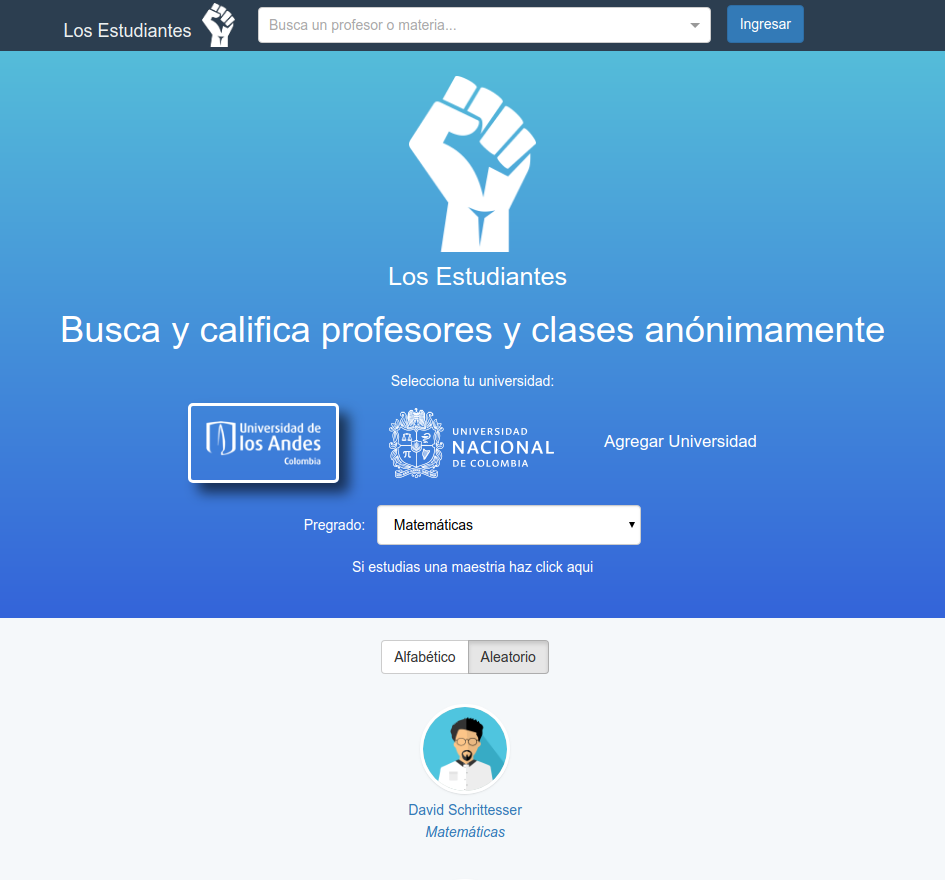 Los Estudiantes
Busca un profesor o materia...
Ingresar
Los Estudiantes
Busca y califica profesores y clases anónimamente
Selecciona tu universidad:
Universidad de
los Andes
Colombia
UNIVERSIDAD
NACIONAL
DE COLOMBIA
Agregar Universidad
Pregrado:
Matemáticas
Si estudias una maestria haz click aqui
Alfabético
Aleatorio
David Schrittesser
Matemáticas